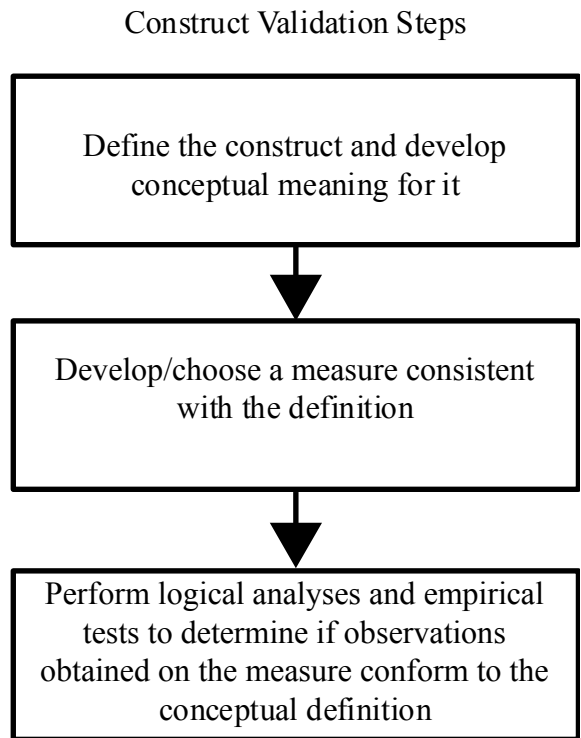 Construct Validation Steps
Define the construct and develop
conceptual meaning for it
Develop/choose a measure consistent
with the definition
Perform logical analyses and empirical
tests to determine if observations
obtained on the measure conform to the
conceptual definition